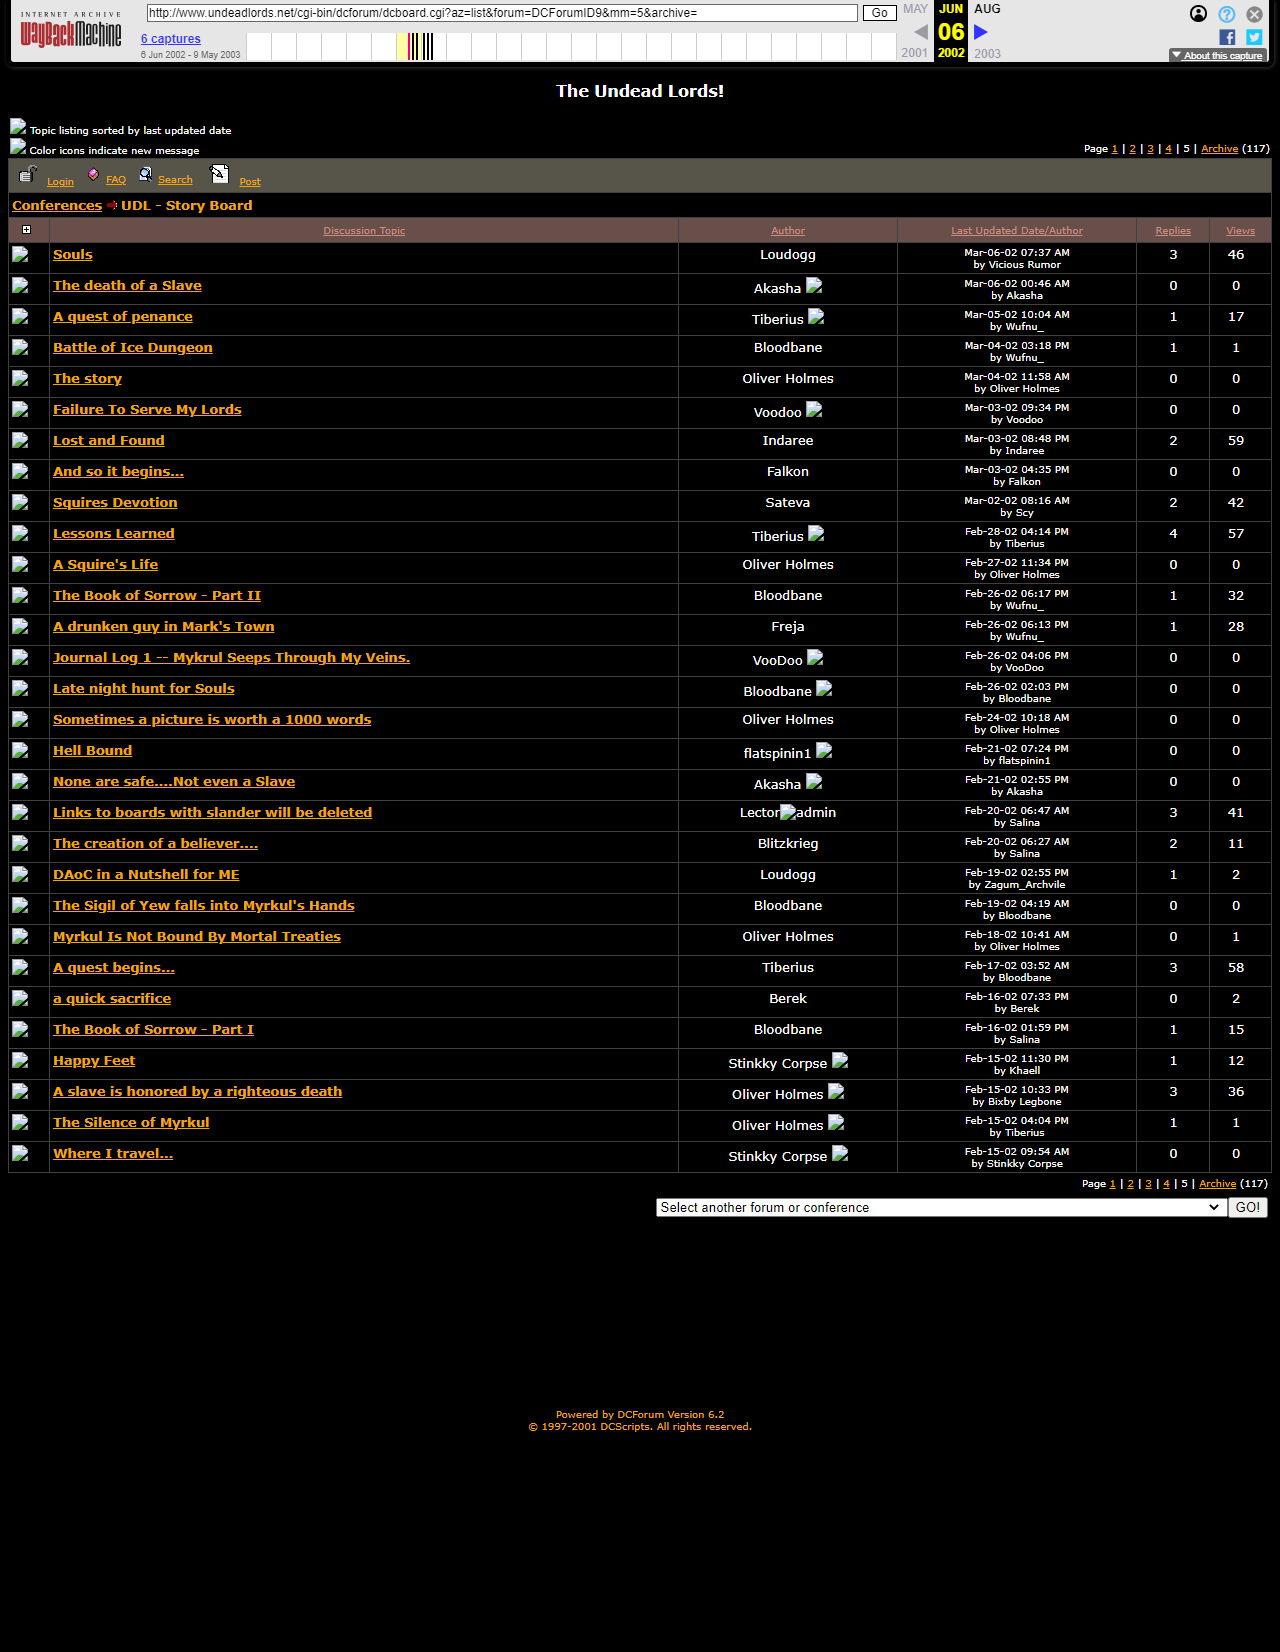 INTERNET ARCHIVE
WayBackMachine
http://www.undeadlords.net/cgi-bin/dcforum/dcboard.cgi?az=list&forum=DCForumID9&mm=5&archive=
Go
MAY JUN AUG
6 captures
06
6 Jun 2002 - 9 May 2003
2001 2002 2003
About this capture
The Undead Lords!
Topic listing sorted by last updated date
Color icons indicate new message
Page 1 | 2 | 3 | 4 | 5 | Archive (117)
Login FAQ Search Post
Conferences UDL - Story Board
Discussion Topic Author Last Updated Date/Author Replies Views
Souls Loudogg Mar-06-02 07:37 AM 3 46
by Vicious Rumor
The death of a Slave Akasha Mar-06-02 00:46 AM 0 0
by Akasha
A quest of penance Tiberius Mar-05-02 10:04 AM 1 17
by Wufnu_
Battle of Ice Dungeon Bloodbane Mar-04-02 03:18 PM 1 1
by Wufnu_
The story Oliver Holmes Mar-04-02 11:58 AM 0 0
by Oliver Holmes
Failure To Serve My Lords Voodoo Mar-03-02 09:34 PM 0 0
by Voodoo
Lost and Found Indaree Mar-03-02 08:48 PM 2 59
by Indaree
And so it begins... Falkon Mar-03-02 04:35 PM 0 0
by Falkon
Squires Devotion Sateva Mar-02-02 08:16 AM 2 42
by Scy
Lessons Learned Tiberius Feb-28-02 04:14 PM 4 57
by Tiberius
A Squire's Life Oliver Holmes Feb-27-02 11:34 PM 0 0
by Oliver Holmes
The Book of Sorrow - Part II Bloodbane Feb-26-02 06:17 PM 1 32
by Wufnu_
A drunken guy in Mark's Town Freja Feb-26-02 06:13 PM 1 28
by Wufnu_
Journal Log 1 -- Mykrul Seeps Through My Veins. VooDoo Feb-26-02 04:06 PM 0 0
by VooDoo
Late night hunt for Souls Bloodbane Feb-26-02 02:03 PM 0 0
by Bloodbane
Sometimes a picture is worth a 1000 words Oliver Holmes Feb-24-02 10:18 AM 0 0
by Oliver Holmes
Hell Bound flatspinin1 Feb-21-02 07:24 PM 0 0
by flatspinin1
None are safe....Not even a Slave Akasha Feb-21-02 02:55 PM 0 0
by Akasha
Links to boards with slander will be deleted Lector admin Feb-20-02 06:47 AM 3 41
by Salina
The creation of a believer.... Blitzkrieg Feb-20-02 06:27 AM 2 11
by Salina
DAoC in a Nutshell for ME Loudogg Feb-19-02 02:55 PM 1 2
by Zagum_Archvile
The Sigil of Yew falls into Myrkul's Hands Bloodbane Feb-19-02 04:19 AM 0 0
by Bloodbane
Myrkul Is Not Bound By Mortal Treaties Oliver Holmes Feb-18-02 10:41 AM 0 1
by Oliver Holmes
A quest begins... Tiberius Feb-17-02 03:52 AM 3 58
by Bloodbane
a quick sacrifice Berek Feb-16-02 07:33 PM 0 2
by Berek
The Book of Sorrow - Part I Bloodbane Feb-16-02 01:59 PM 1 15
by Salina
Happy Feet Stinkky Corpse Feb-15-02 11:30 PM 1 12
by Khaell
A slave is honored by a righteous death Oliver Holmes Feb-15-02 10:33 PM 3 36
by Bixby Legbone
The Silence of Myrkul Oliver Holmes Feb-15-02 04:04 PM 1 1
by Tiberius
Where I travel... Stinkky Corpse Feb-15-02 09:54 AM 0 0
by Stinkky Corpse
Page 1 | 2 | 3 | 4 | 5 | Archive (117)
Select another forum or conference GO!
Powered by DCForum Version 6.2
© 1997-2001 DCScripts. All rights reserved.